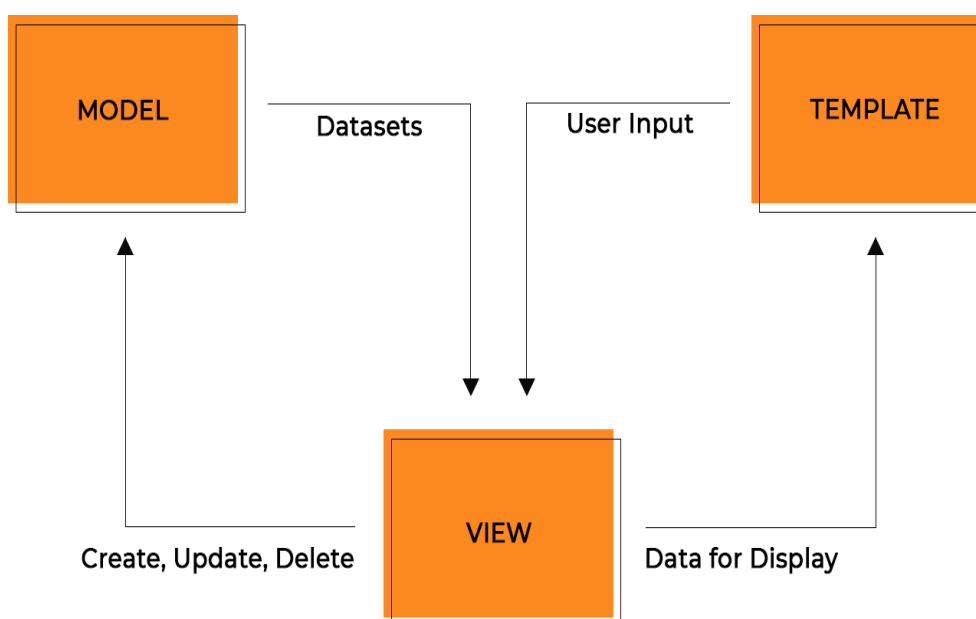 MODEL
TEMPLATE
Datasets
User Input
VIEW
Create, Update, Delete
Data for Display